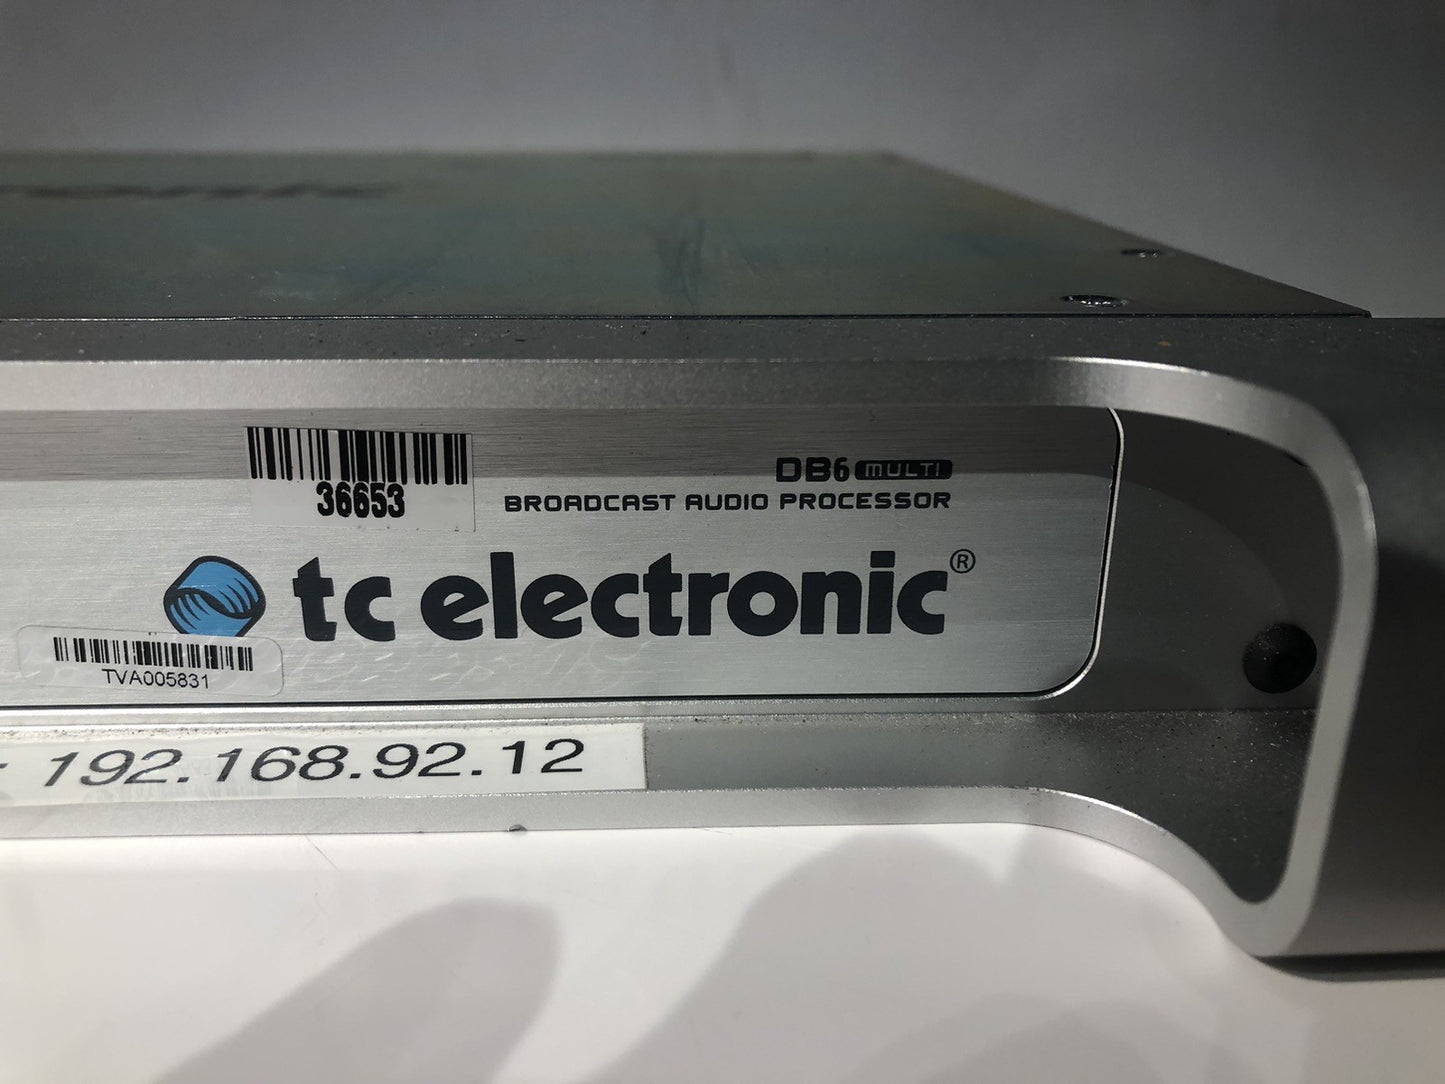 36653
DB6 MULTI
BROADCAST AUDIO PROCESSOR
tc electronic®
TVA005831
192.168.92.12